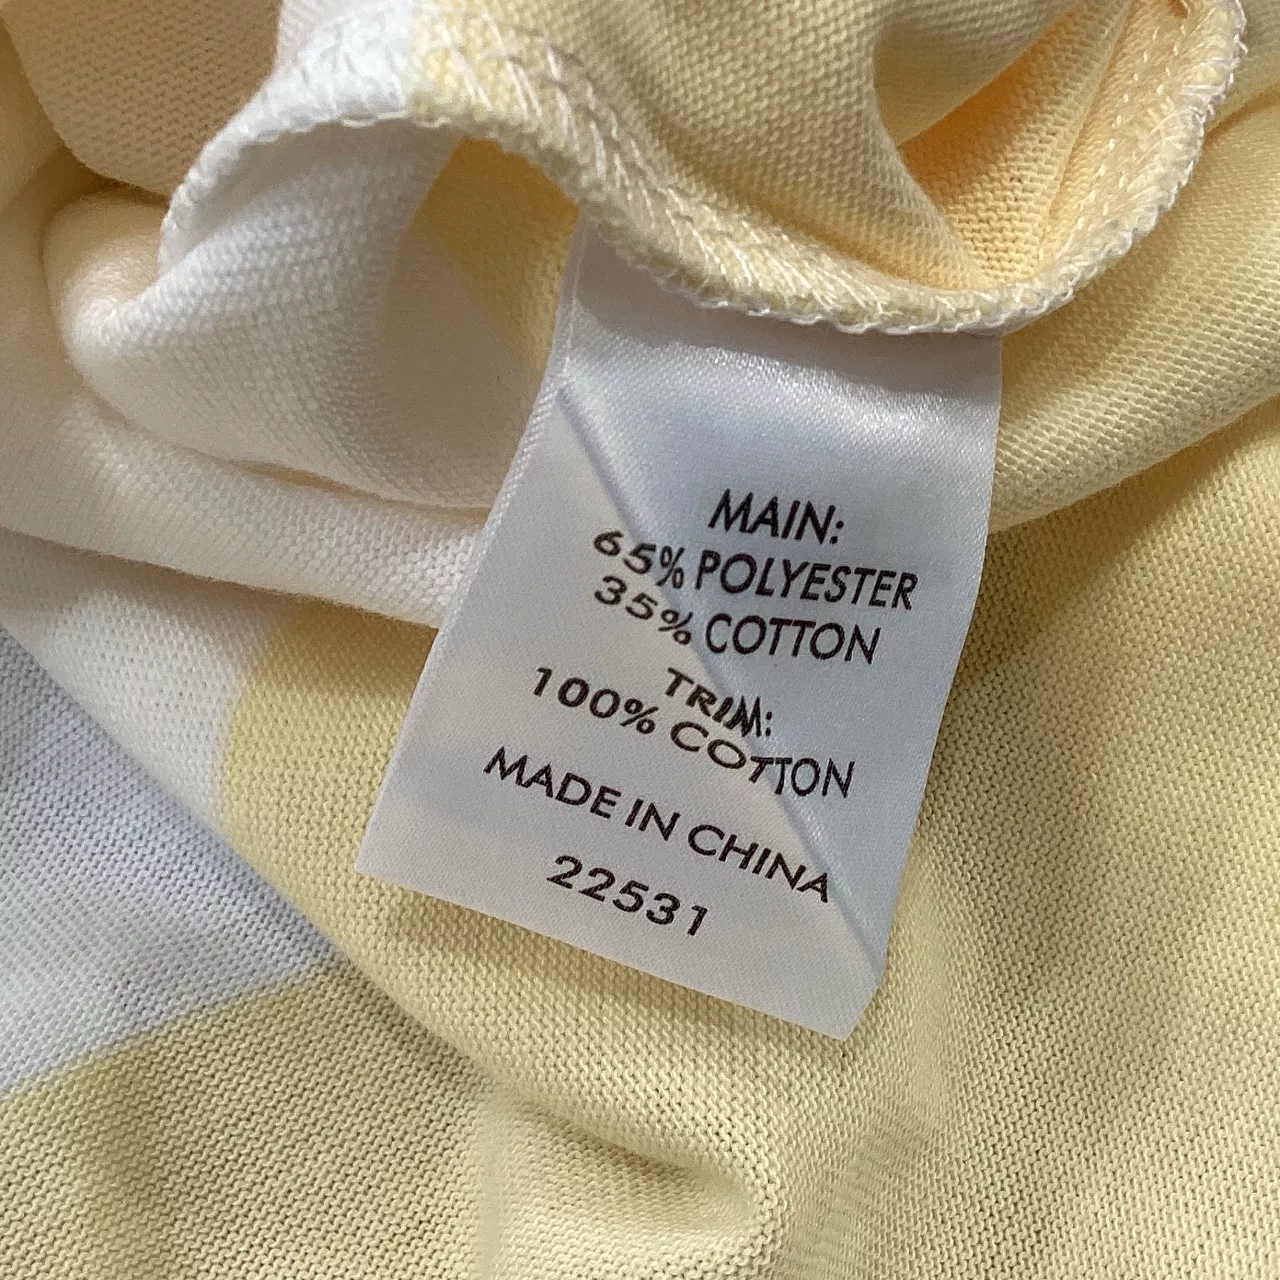 MAIN:
65% POLYESTER
35% COTTON
TRIM:
100% COTTON
MADE IN CHINA
22531